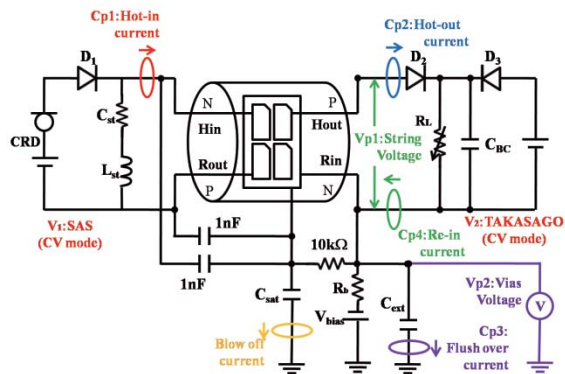 Cp1:Hot-in
current
Cp2:Hot-out
current
D1
D2
D3
N
P
Cst
Hin
Hout
Vp1:String
Voltage
RL
CBC
CRD
Rout
Rin
Lst
P
N
V1:SAS
(CV mode)
1nF
Cp4:Re-in
current
V2:TAKASAGO
(CV mode)
10kΩ
1nF
Csat
Rb
Cext
Vp2:Vias
Voltage
V
Vbias
Blow off
current
Cp3:
Flush over
current